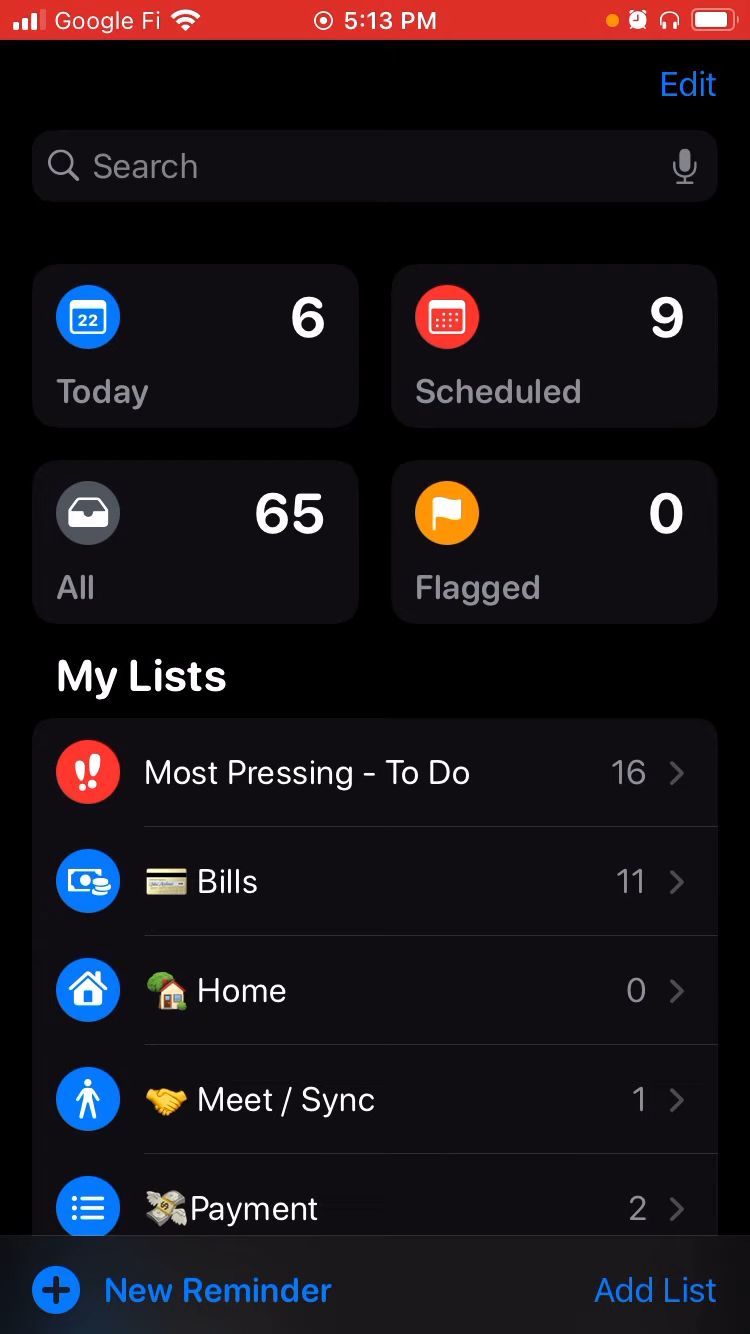 Google Fi 5:13 PM
Edit
Search
22 6
Today
9
Scheduled
65
All
0
Flagged
My Lists
Most Pressing - To Do 16
Bills 11
Home 0
Meet / Sync 1
Payment 2
New Reminder Add List